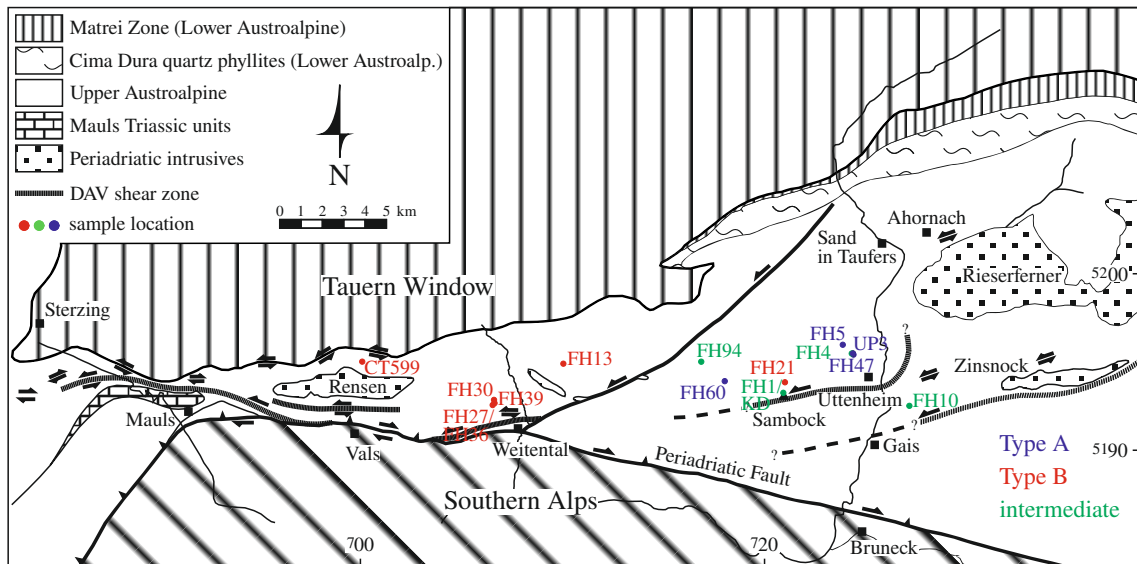 Matrei Zone (Lower Austroalpine)
Cima Dura quartz phyllites (Lower Austroalp.)
Upper Austroalpine
Mauls Triassic units
Periadriatic intrusives
DAV shear zone
sample location
N
0 1 2 3 4 5 km
Ahornach
Sand
in Taufers
Rieserferner
5200
Tauern Window
Sterzing
CT599
FH13
FH94
FH5
UP3
FH4
FH47
FH21
FH60
FH1/
KD
Zinsnock
Rensen
FH30
FH39
FH27/
FH36
Uttenheim
Sambock
FH10
Mauls
Vals
Weitental
Gais
5190
Periadriatic Fault
Southern Alps
Type A
Type B
intermediate
700
720
Bruneck
?
?
?
?